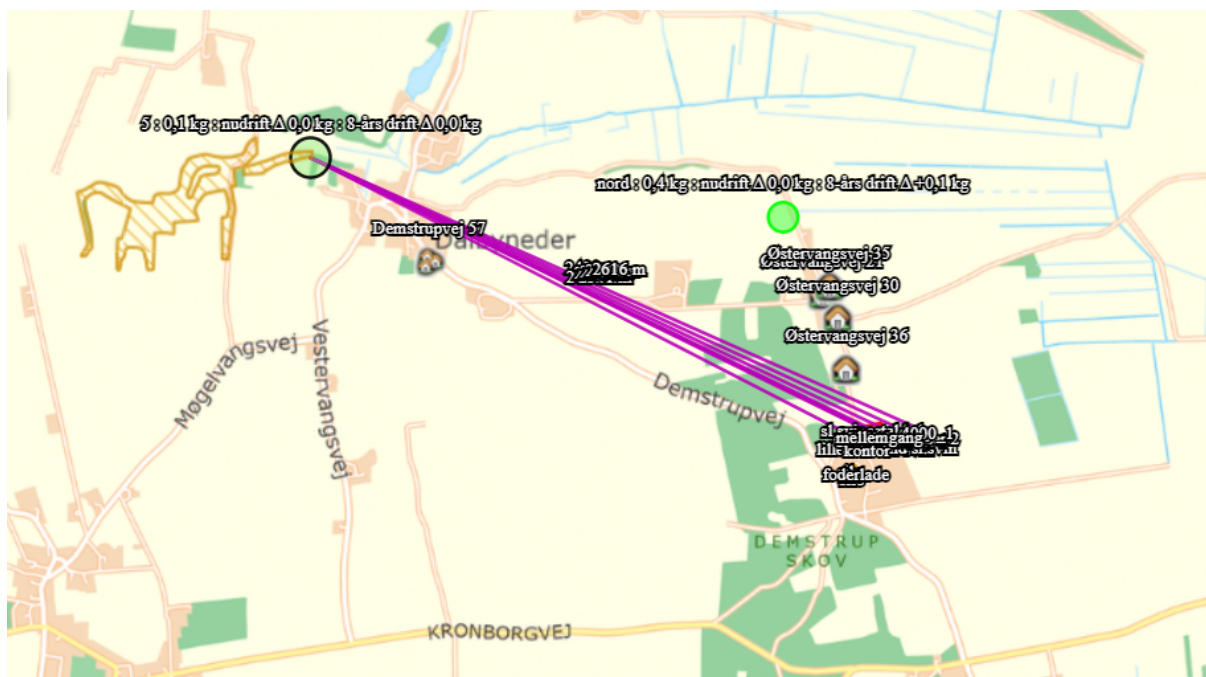 5 : 0,1 kg : nudrift Δ 0,0 kg : 8-års drift Δ 0,0 kg
nord : 0,4 kg : nudrift Δ 0,0 kg : 8-års drift Δ +0,1 kg
Demstrupvej 57
Dalbyneder
Østervangsvej 35
Østervangsvej 21
2616 m
Østervangsvej 30
Østervangsvej 36
Møgelvangsvej
Vestervangsvej
Demstrupvej
mellemgang
kontor
foderlade
DEMSTRUP
SKOV
KRONBORGVEJ